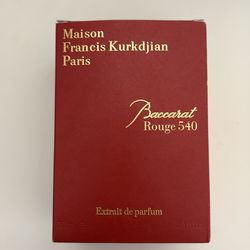 Maison
Francis Kurkdjian
Paris
Baccarat
Rouge 540
Extrait de parfum